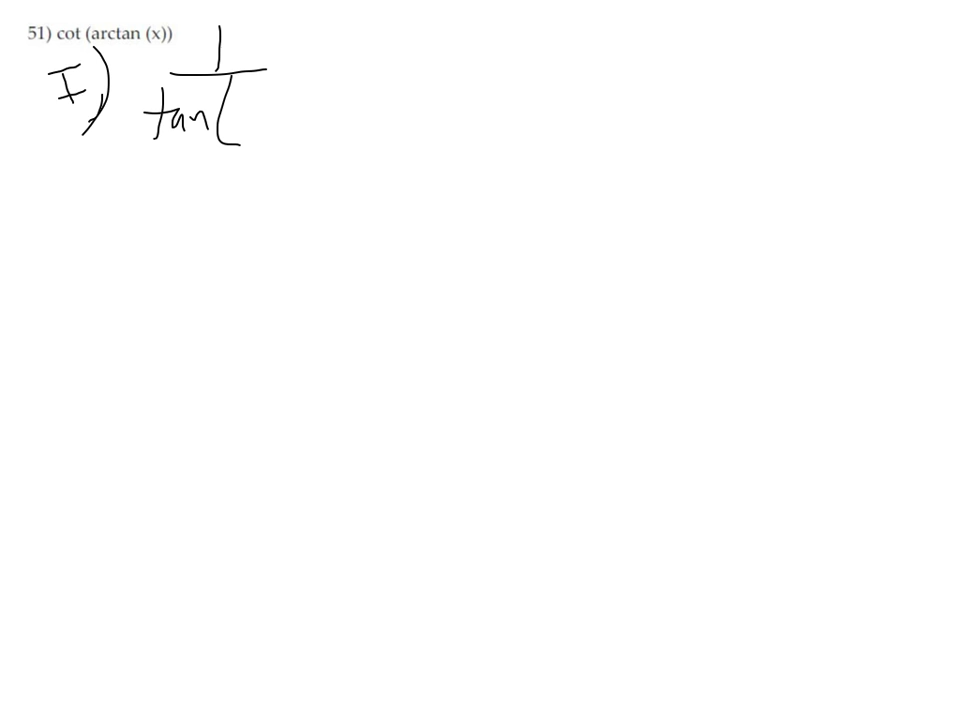 51) cot (arctan (x))
I) 1
tan(